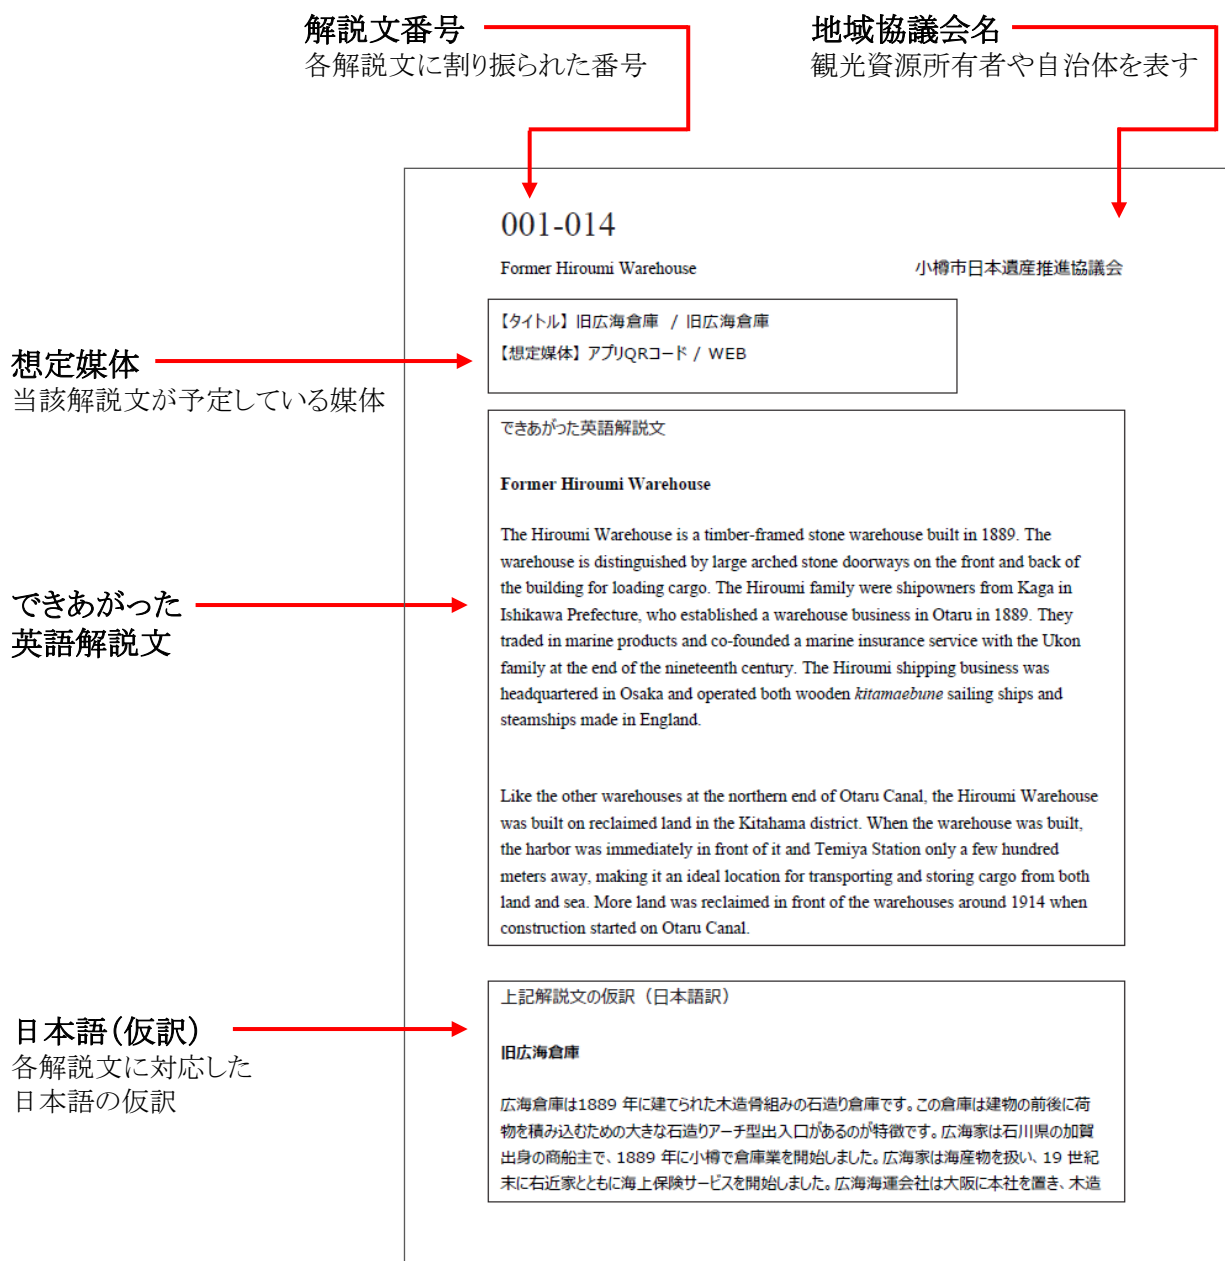 解説文番号
各解説文に割り振られた番号
地域協議会名
観光資源所有者や自治体を表す
001-014
Former Hiroumi Warehouse
小樽市日本遺産推進協議会
【タイトル】旧広海倉庫 / 旧広海倉庫
【想定媒体】アプリQRコード / WEB
想定媒体
当該解説文が予定している媒体
できあがった英語解説文
Former Hiroumi Warehouse
The Hiroumi Warehouse is a timber-framed stone warehouse built in 1889. The
warehouse is distinguished by large arched stone doorways on the front and back of
the building for loading cargo. The Hiroumi family were shipowners from Kaga in
Ishikawa Prefecture, who established a warehouse business in Otaru in 1889. They
traded in marine products and co-founded a marine insurance service with the Ukon
family at the end of the nineteenth century. The Hiroumi shipping business was
headquartered in Osaka and operated both wooden kitamaebune sailing ships and
steamships made in England.
Like the other warehouses at the northern end of Otaru Canal, the Hiroumi Warehouse
was built on reclaimed land in the Kitahama district. When the warehouse was built,
the harbor was immediately in front of it and Temiya Station only a few hundred
meters away, making it an ideal location for transporting and storing cargo from both
land and sea. More land was reclaimed in front of the warehouses around 1914 when
construction started on Otaru Canal.
できあがった
英語解説文
上記解説文の仮訳（日本語訳）
旧広海倉庫
広海倉庫は1889 年に建てられた木造骨組みの石造り倉庫です。この倉庫は建物の前後に荷
物を積み込むための大きな石造りアーチ型出入口があるのが特徴です。広海家は石川県の加賀
出身の商船主で、1889 年に小樽で倉庫業を開始しました。広海家は海産物を扱い、19 世紀
末に右近家とともに海上保険サービスを開始しました。広海海運会社は大阪に本社を置き、木造
日本語（仮訳）
各解説文に対応した
日本語の仮訳